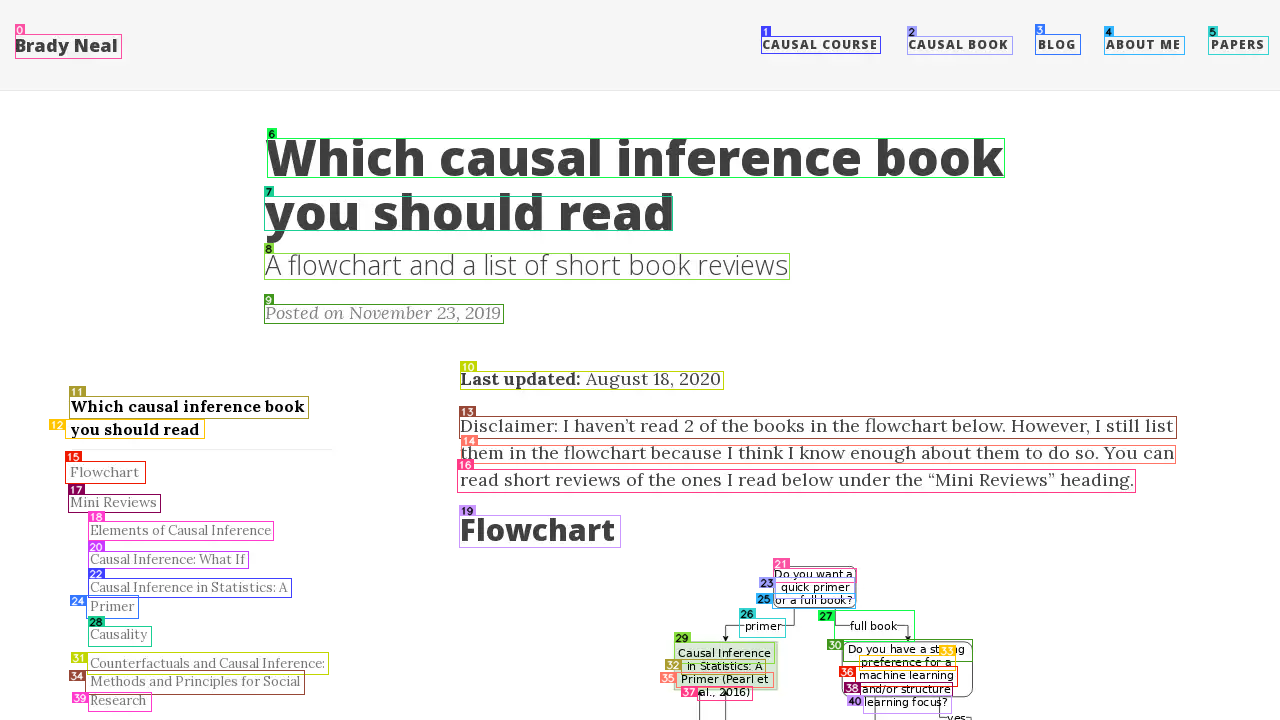 Brady Neal
CAUSAL COURSE
CAUSAL BOOK
BLOG
ABOUT ME
PAPERS
Which causal inference book
you should read
A flowchart and a list of short book reviews
Posted on November 23, 2019
Last updated: August 18, 2020
Disclaimer: I haven't read 2 of the books in the flowchart below. However, I still list
them in the flowchart because I think I know enough about them to do so. You can
read short reviews of the ones I read below under the “Mini Reviews” heading.
Which causal inference book
you should read
Flowchart
Mini Reviews
Elements of Causal Inference
Causal Inference: What If
Causal Inference in Statistics: A
Primer
Causality
Counterfactuals and Causal Inference:
Methods and Principles for Social
Research
Flowchart
Do you want a
quick primer
or a full book?
primer
full book
Causal Inference
in Statistics: A
Primer (Pearl et
al., 2016)
Do you have a strong
preference for a
machine learning
and/or structure
learning focus?
yes